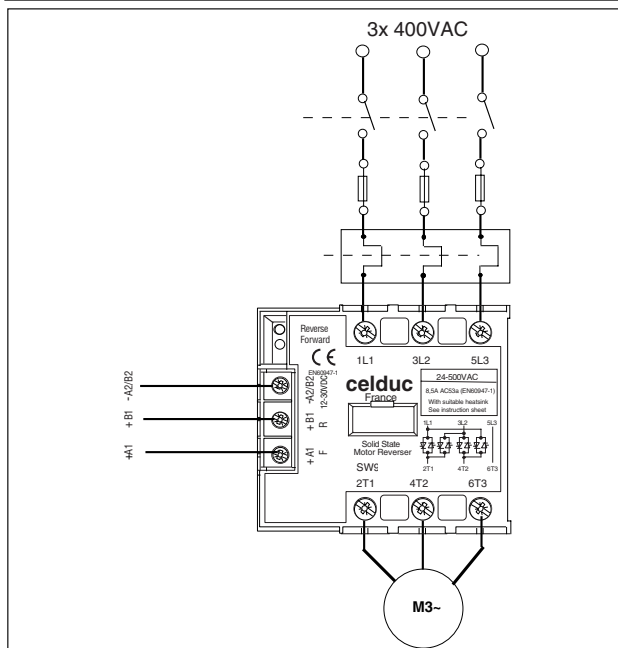 3x 400VAC
Reverse
Forward
CE
EN60947-1
1L1 3L2 5L3
-A2/B2
+ B1
+A1
-A2/B2
12-30VDC
+ B1
R
+ A1
F
celduc
France
24-500VAC
8,5A AC53a (EN60947-1)
With suitable heatsink
See instruction sheet
1L1 3L2 5L3
2T1 4T2 6T3
Solid State
Motor Reverser
SW9
2T1 4T2 6T3
M3~